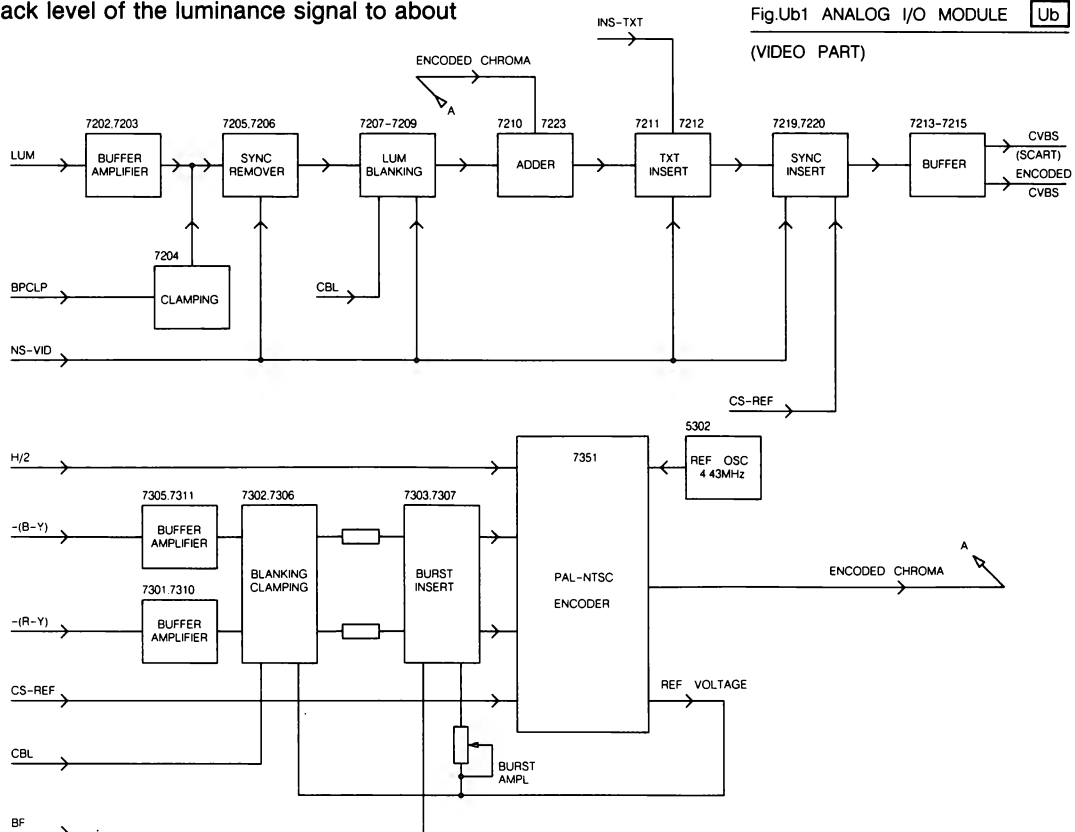 ack level of the luminance signal to about
Fig.Ub1 ANALOG I/O MODULE Ub
(VIDEO PART)
INS-TXT
ENCODED CHROMA
A
7202.7203
7205.7206
7207-7209
7210 7223
7211 7212
7219,7220
7213-7215
LUM
BUFFER
AMPLIFIER
SYNC
REMOVER
LUM
BLANKING
ADDER
TXT
INSERT
SYNC
INSERT
BUFFER
CVBS
(SCART)
ENCODED
CVBS
7204
BPCLP
CLAMPING
CBL
NS-VID
CS-REF
5302
H/2
7351
REF OSC
4 43MHz
7305.7311
7302.7306
7303.7307
-(B-Y)
BUFFER
AMPLIFIER
BLANKING
CLAMPING
BURST
INSERT
PAL-NTSC
ENCODER
ENCODED CHROMA
A
7301.7310
-(R-Y)
BUFFER
AMPLIFIER
CS-REF
REF VOLTAGE
CBL
BURST
AMPL
BF